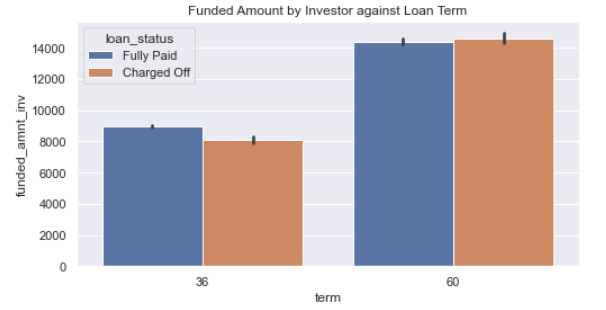 Funded Amount by Investor against Loan Term
loan_status
Fully Paid
Charged Off
funded_amnt_inv
14000
12000
10000
8000
6000
4000
2000
0
36
60
term